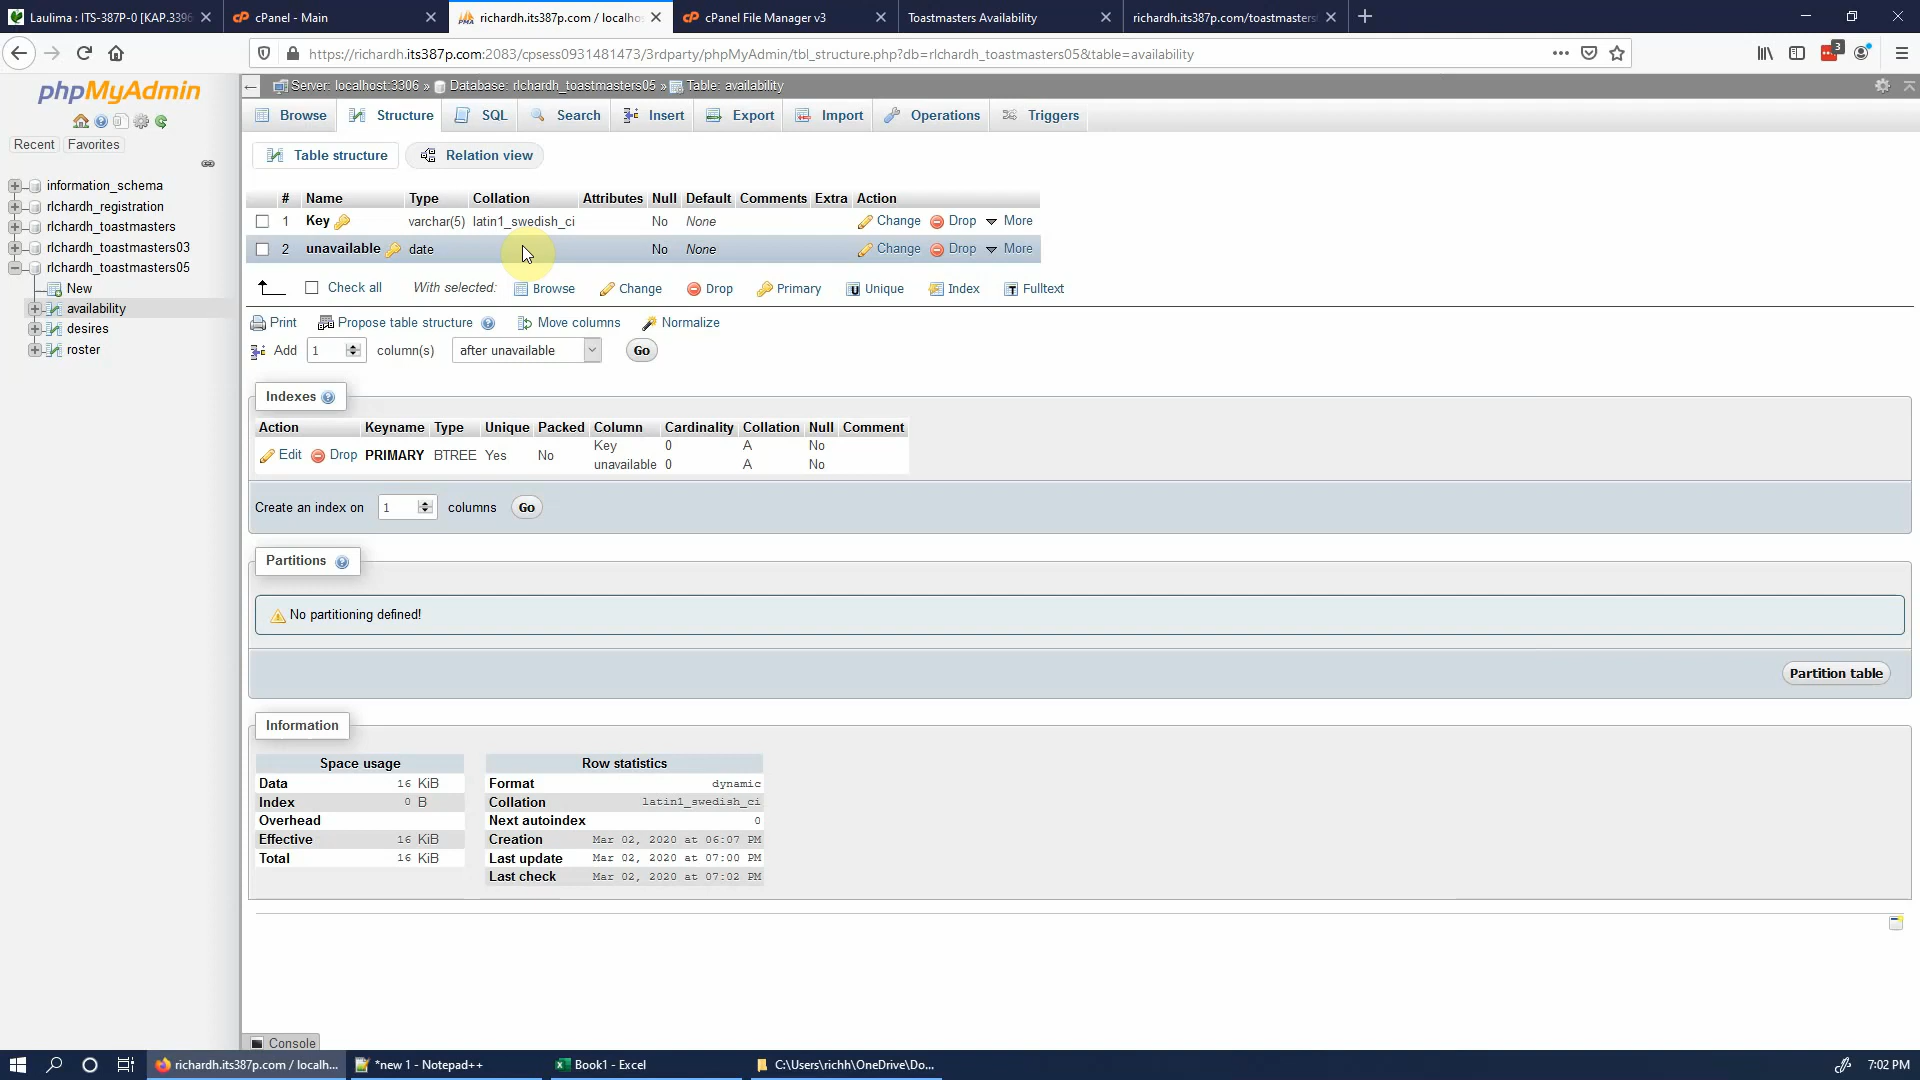 Laulima : ITS-387P-0 [KAP.3396
cPanel - Main
richardh.its387p.com / localho
cPanel File Manager v3
Toastmasters Availability
richardh.its387p.com/toastmasters
https://richardh.its387p.com:2083/cpsess0931481473/3rdparty/phpMyAdmin/tbl_structure.php?db=rlchardh_toastmasters05&table=availability
3
phpMyAdmin
Recent Favorites
information_schema
rlchardh_registration
rlchardh_toastmasters
rlchardh_toastmasters03
rlchardh_toastmasters05
New
availability
desires
roster
Server: localhost:3306 » Database: rlchardh_toastmasters05 » Table: availability
Browse Structure SQL Search Insert Export Import Operations Triggers
Table structure Relation view
# Name Type Collation Attributes Null Default Comments Extra Action
1 Key varchar(5) latin1_swedish_ci No None Change Drop More
2 unavailable date No None Change Drop More
Check all With selected: Browse Change Drop Primary Unique Index Fulltext
Print Propose table structure Move columns Normalize
Add 1 column(s) after unavailable Go
Indexes
Action Keyname Type Unique Packed Column Cardinality Collation Null Comment
Edit Drop PRIMARY BTREE Yes No Key 0 A No
unavailable 0 A No
Create an index on 1 columns Go
Partitions
No partitioning defined!
Partition table
Information
Space usage
Data 16 KiB
Index 0 B
Overhead
Effective 16 KiB
Total 16 KiB
Row statistics
Format dynamic
Collation latin1_swedish_ci
Next autoindex 0
Creation Mar 02, 2020 at 06:07 PM
Last update Mar 02, 2020 at 07:00 PM
Last check Mar 02, 2020 at 07:02 PM
Console
richardh.its387p.com / localh...
*new 1 - Notepad++
Book1 - Excel
C:\Users\richh\OneDrive\Do...
7:02 PM